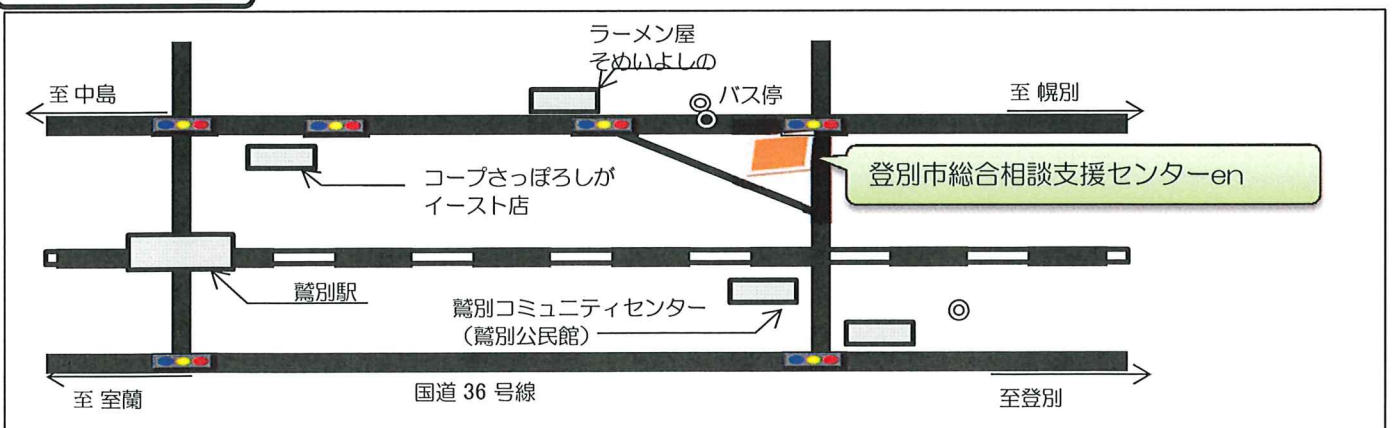 ラーメン屋
そめいよしの
至 中島
バス停
至 幌別
登別市総合相談支援センターen
コープさっぽろしが
イースト店
鷲別駅
鷲別コミュニティセンター
(鷲別公民館)
至 室蘭
国道 36 号線
至登別